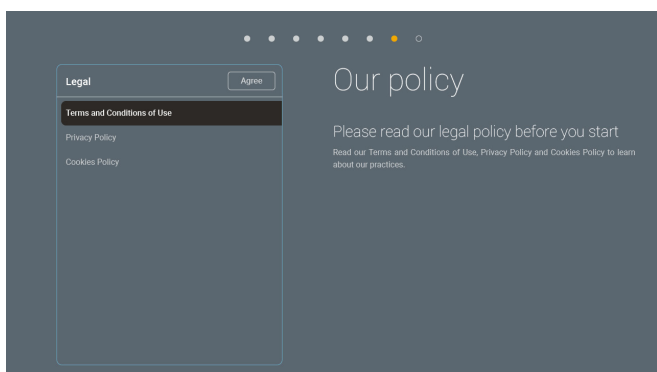 Legal
Agree
Terms and Conditions of Use
Privacy Policy
Cookies Policy
Our policy
Please read our legal policy before you start
Read our Terms and Conditions of Use, Privacy Policy and Cookies Policy to learn
about our practices.